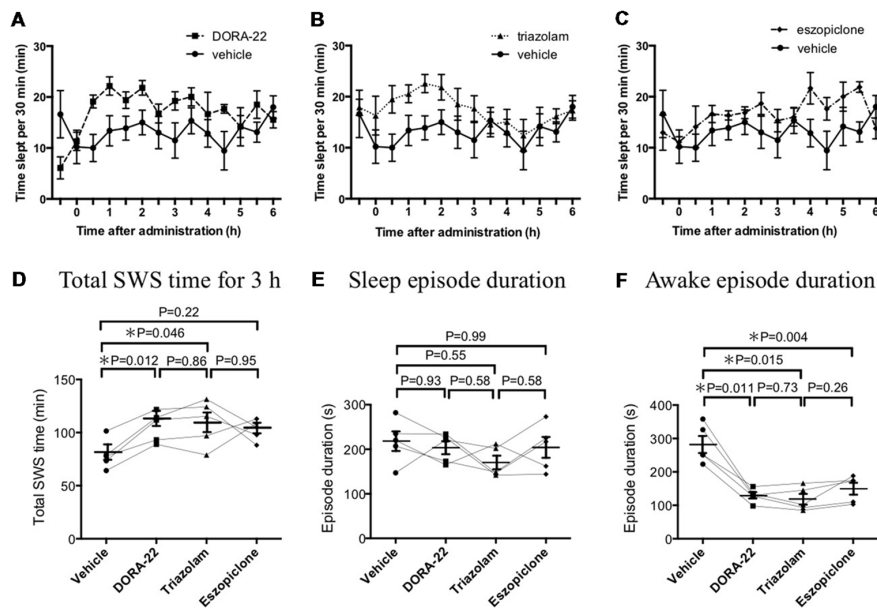 A
DORA-22
vehicle
Time slept per 30 min (min)
30
20
10
0
0 1 2 3 4 5 6
Time after administration (h)
B
triazolam
vehicle
Time slept per 30 min (min)
30
20
10
0
0 1 2 3 4 5 6
Time after administration (h)
C
eszopiclone
vehicle
Time slept per 30 min (min)
30
20
10
0
0 1 2 3 4 5 6
Time after administration (h)
D Total SWS time for 3 h
P=0.22
*P=0.046
*P=0.012 P=0.86 P=0.95
Total SWS time (min)
150
100
50
0
Vehicle
DORA-22
Triazolam
Eszopiclone
E Sleep episode duration
P=0.99
P=0.55
P=0.93 P=0.58 P=0.58
Episode duration (s)
300
200
100
0
Vehicle
DORA-22
Triazolam
Eszopiclone
F Awake episode duration
*P=0.004
*P=0.015
*P=0.011 P=0.73 P=0.26
Episode duration (s)
400
300
200
100
0
Vehicle
DORA-22
Triazolam
Eszopiclone